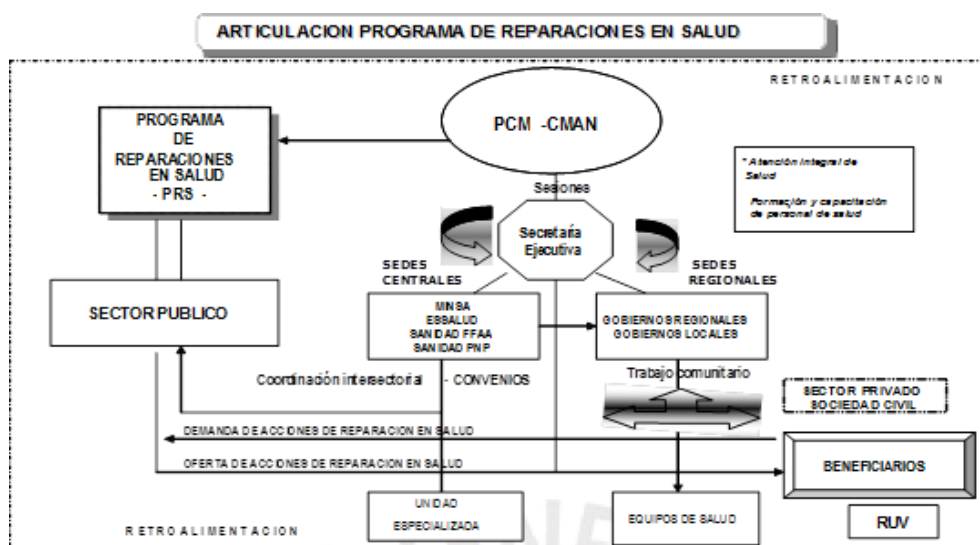 ARTICULACION PROGRAMA DE REPARACIONES EN SALUD
RETROALIMENTACION
PROGRAMA
DE
REPARACIONES
EN SALUD
- PRS -
PCM -CMAN
* Atención integral de
Salud
Formación y capacitación
de personal de salud
Sesiones
Secretaría
Ejecutiva
SEDES
CENTRALES
SEDES
REGIONALES
SECTOR PUBLICO
MINSA
ESSALUD
SANIDAD FFAA
SANIDAD PNP
GOBIERNOS REGIONALES
GOBIERNOS LOCALES
Coordinación intersectorial - CONVENIOS
Trabajo comunitario
SECTOR PRIVADO
SOCIEDAD CIVIL
DEMANDA DE ACCIONES DE REPARACION EN SALUD
OFERTA DE ACCIONES DE REPARACION EN SALUD
BENEFICIARIOS
UNIDAD
ESPECIALIZADA
EQUIPOS DE SALUD
RUV
RETROALIMENTACION